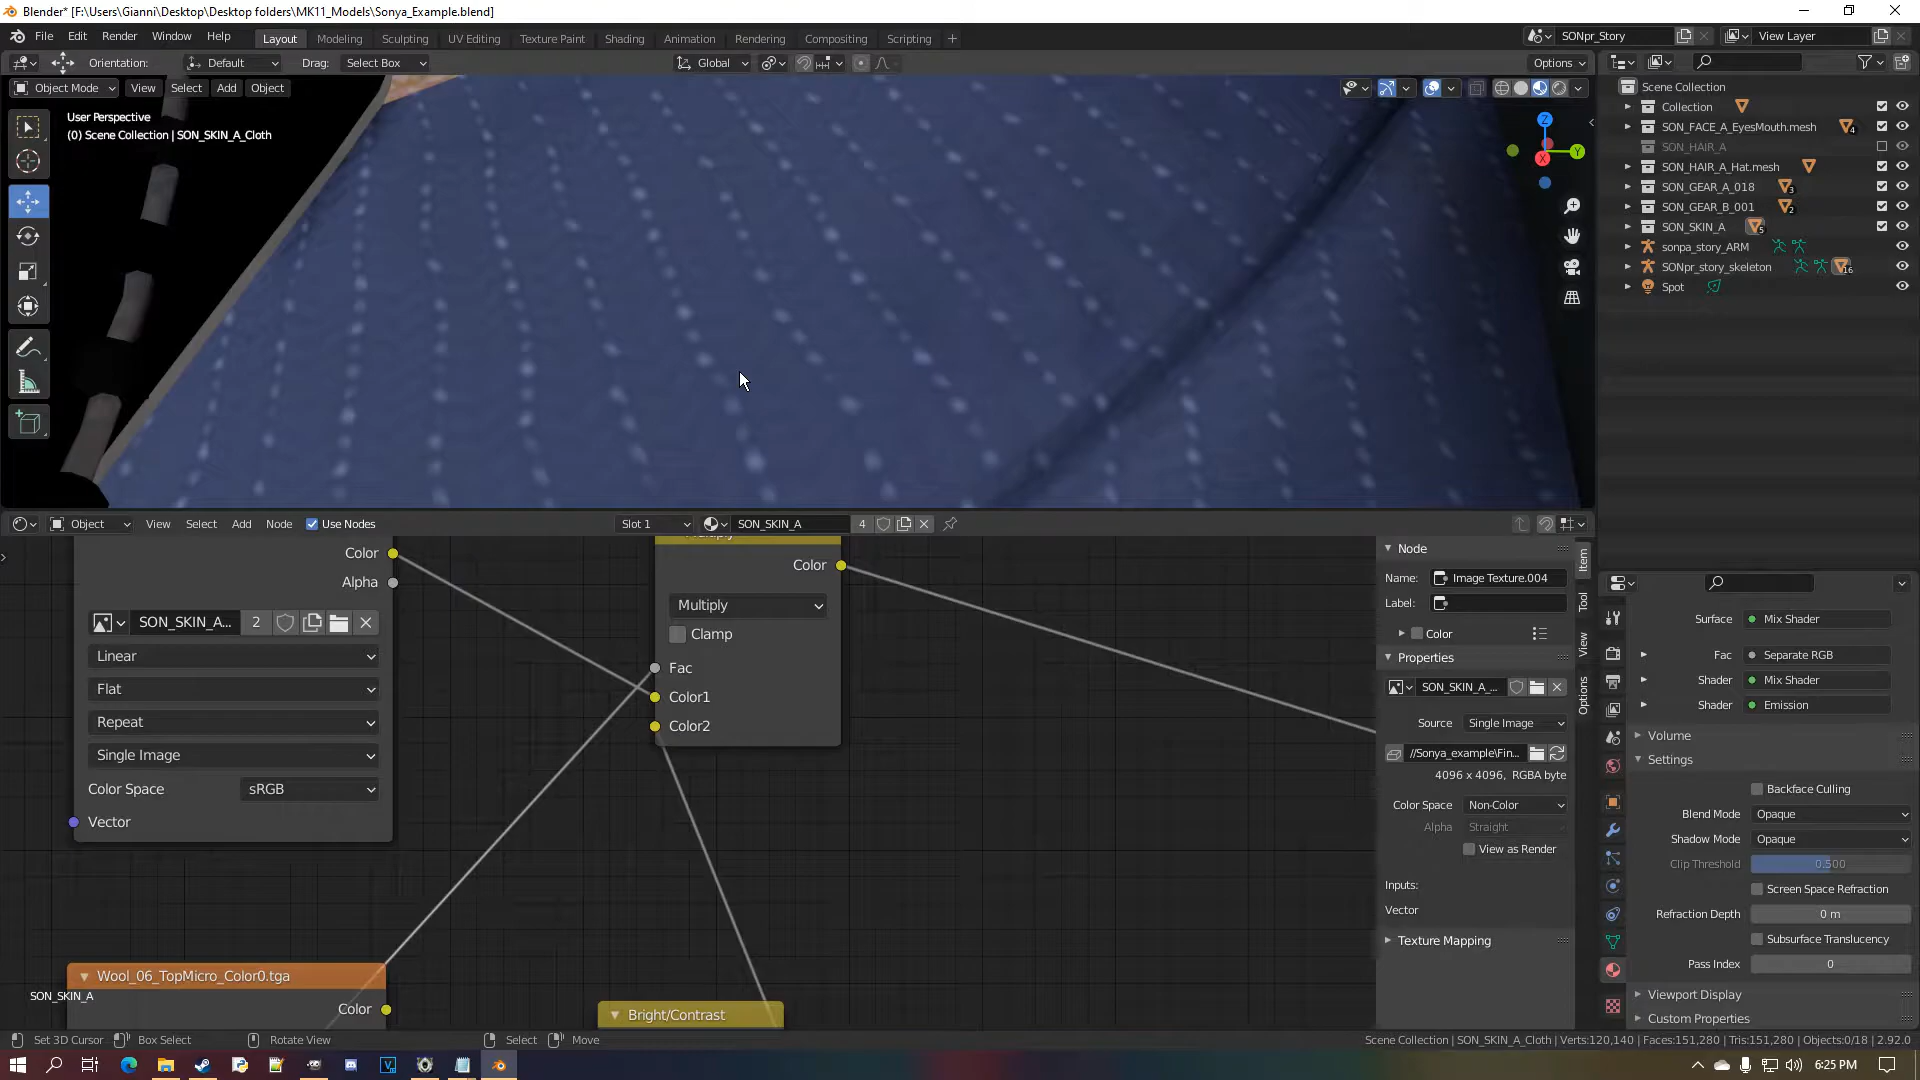 Blender* [F:\Users\Gianni\Desktop\Desktop folders\MK11_Models\Sonya_Example.blend]
File Edit Render Window Help Layout Modeling Sculpting UV Editing Texture Paint Shading Animation Rendering Compositing Scripting + SONpr_Story View Layer
Orientation: Default Drag: Select Box Global Options
Object Mode View Select Add Object
User Perspective
(0) Scene Collection | SON_SKIN_A_Cloth
Z
Y
X
Scene Collection
Collection
SON_FACE_A_EyesMouth.mesh 4
SON_HAIR_A
SON_HAIR_A_Hat.mesh
SON_GEAR_A_018 3
SON_GEAR_B_001 2
SON_SKIN_A 5
sonpa_story_ARM
SONpr_story_skeleton 16
Spot
Object View Select Add Node Use Nodes Slot 1 SON_SKIN_A 4
Color
Alpha
SON_SKIN_A... 2
Linear
Flat
Repeat
Single Image
Color Space sRGB
Vector
Wool_06_TopMicro_Color0.tga
SON_SKIN_A
Color
Color
Multiply
Clamp
Fac
Color1
Color2
Bright/Contrast
Node
Name: Image Texture.004
Label:
Color
Properties
SON_SKIN_A_...
Source Single Image
//Sonya_example\Fin...
4096 x 4096, RGBA byte
Color Space Non-Color
Alpha Straight
View as Render
Inputs:
Vector
Texture Mapping
Item
Tool
View
Options
Surface Mix Shader
Fac Separate RGB
Shader Mix Shader
Shader Emission
Volume
Settings
Backface Culling
Blend Mode Opaque
Shadow Mode Opaque
Clip Threshold 0.500
Screen Space Refraction
Refraction Depth 0 m
Subsurface Translucency
Pass Index 0
Viewport Display
Custom Properties
Set 3D Cursor Box Select Rotate View Select Move Scene Collection | SON_SKIN_A_Cloth | Verts:120,140 | Faces:151,280 | Tris:151,280 | Objects:0/18 | 2.92.0
6:25 PM